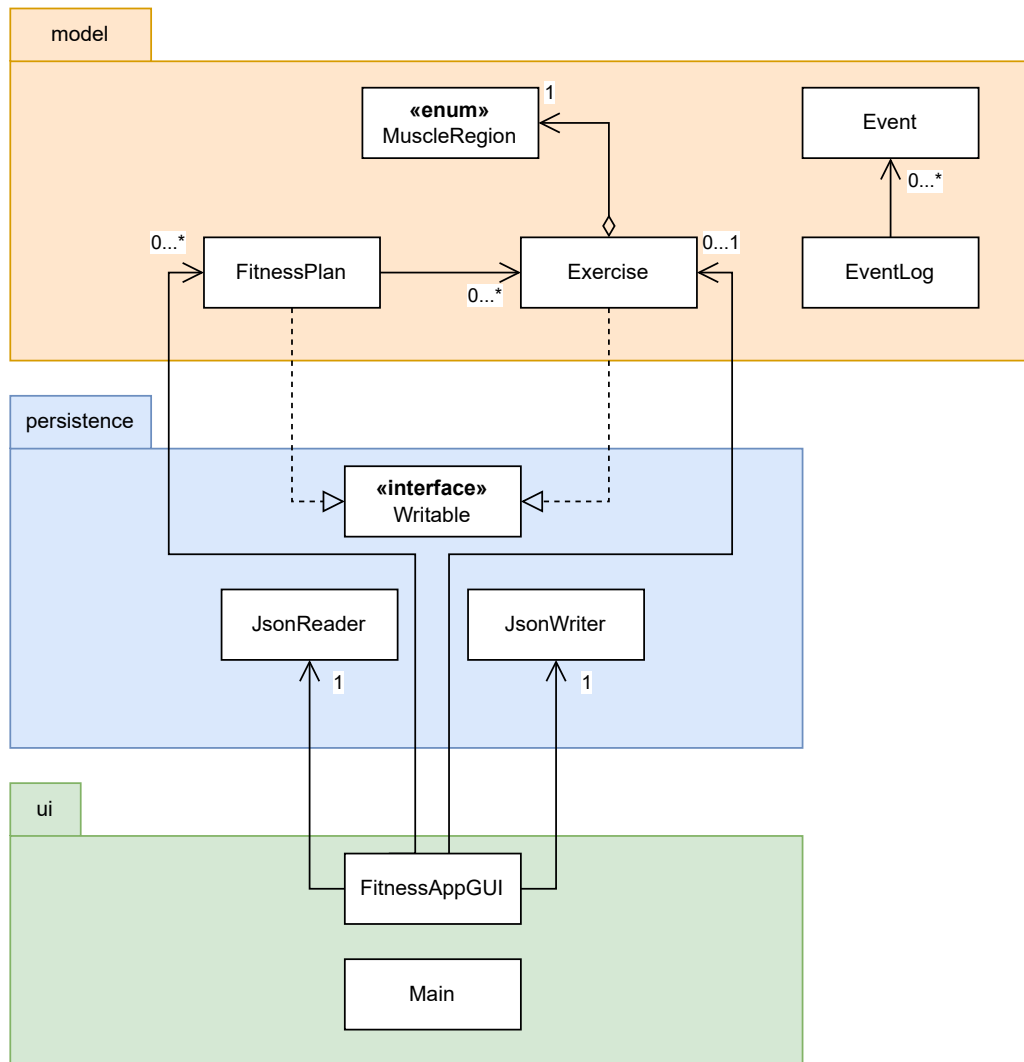 model
«enum»
MuscleRegion
1
Event
0...*
0...*
FitnessPlan
0...*
Exercise
0...1
EventLog
persistence
«interface»
Writable
JsonReader
1
JsonWriter
1
ui
FitnessAppGUI
Main